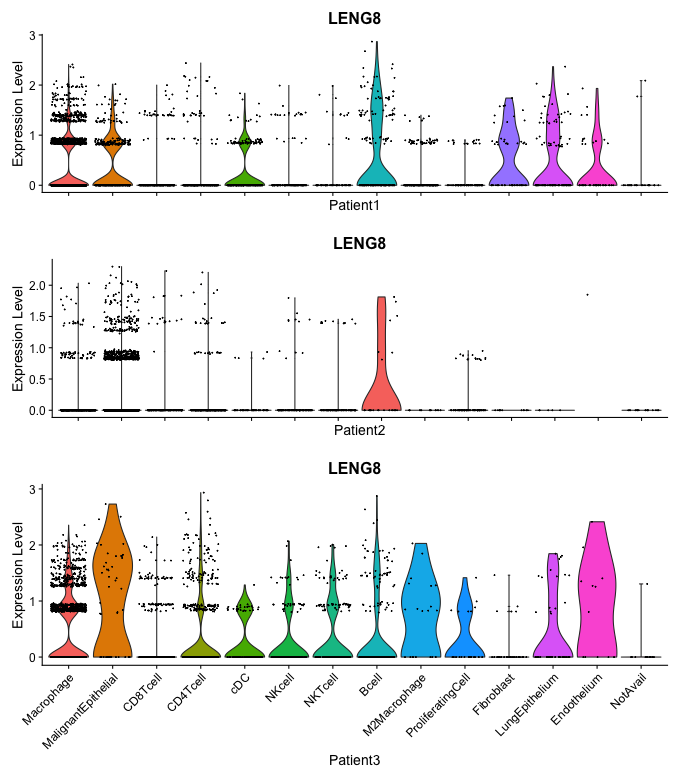 LENG8
Expression Level
3
2
1
0
Patient1
LENG8
Expression Level
2.0
1.5
1.0
0.5
0.0
Patient2
LENG8
Expression Level
3
2
1
0
Macrophage
MalignantEpithelial
CD8Tcell
CD4Tcell
cDC
NKcell
NKTcell
Bcell
M2Macrophage
ProliferatingCell
Fibroblast
LungEpithelium
Endothelium
NotAvail
Patient3